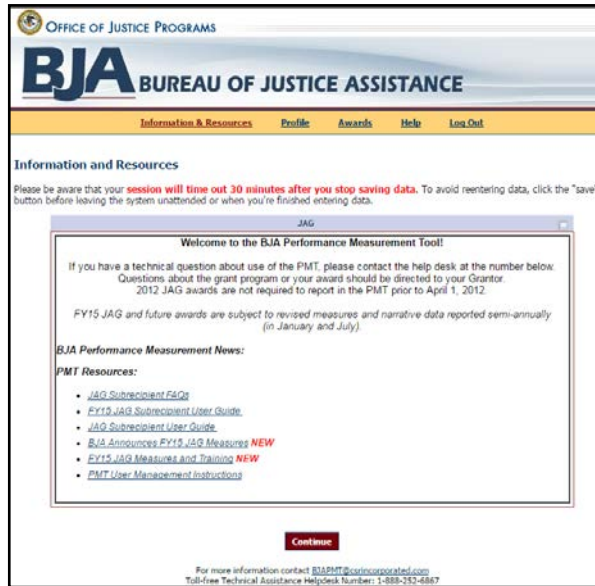 OFFICE OF JUSTICE PROGRAMS
BJA BUREAU OF JUSTICE ASSISTANCE
Information & Resources Profile Awards Help Log Out
Information and Resources
Please be aware that your session will time out 30 minutes after you stop saving data. To avoid reentering data, click the "save"
button before leaving the system unattended or when you're finished entering data.
JAG
Welcome to the BJA Performance Measurement Tool!
If you have a technical question about use of the PMT, please contact the help desk at the number below.
Questions about the grant program or your award should be directed to your Grantor.
2012 JAG awards are not required to report in the PMT prior to April 1, 2012.
FY15 JAG and future awards are subject to revised measures and narrative data reported semi-annually
(in January and July).
BJA Performance Measurement News:
PMT Resources:
• JAG Subrecipient FAQs
• FY15 JAG Subrecipient User Guide
• JAG Subrecipient User Guide
• BJA Announces FY15 JAG Measures NEW
• FY15 JAG Measures and Training NEW
• PMT User Management Instructions
Continue
For more information contact BJAPMT@csrincorporated.com
Toll-free Technical Assistance Helpdesk Number: 1-888-252-6867